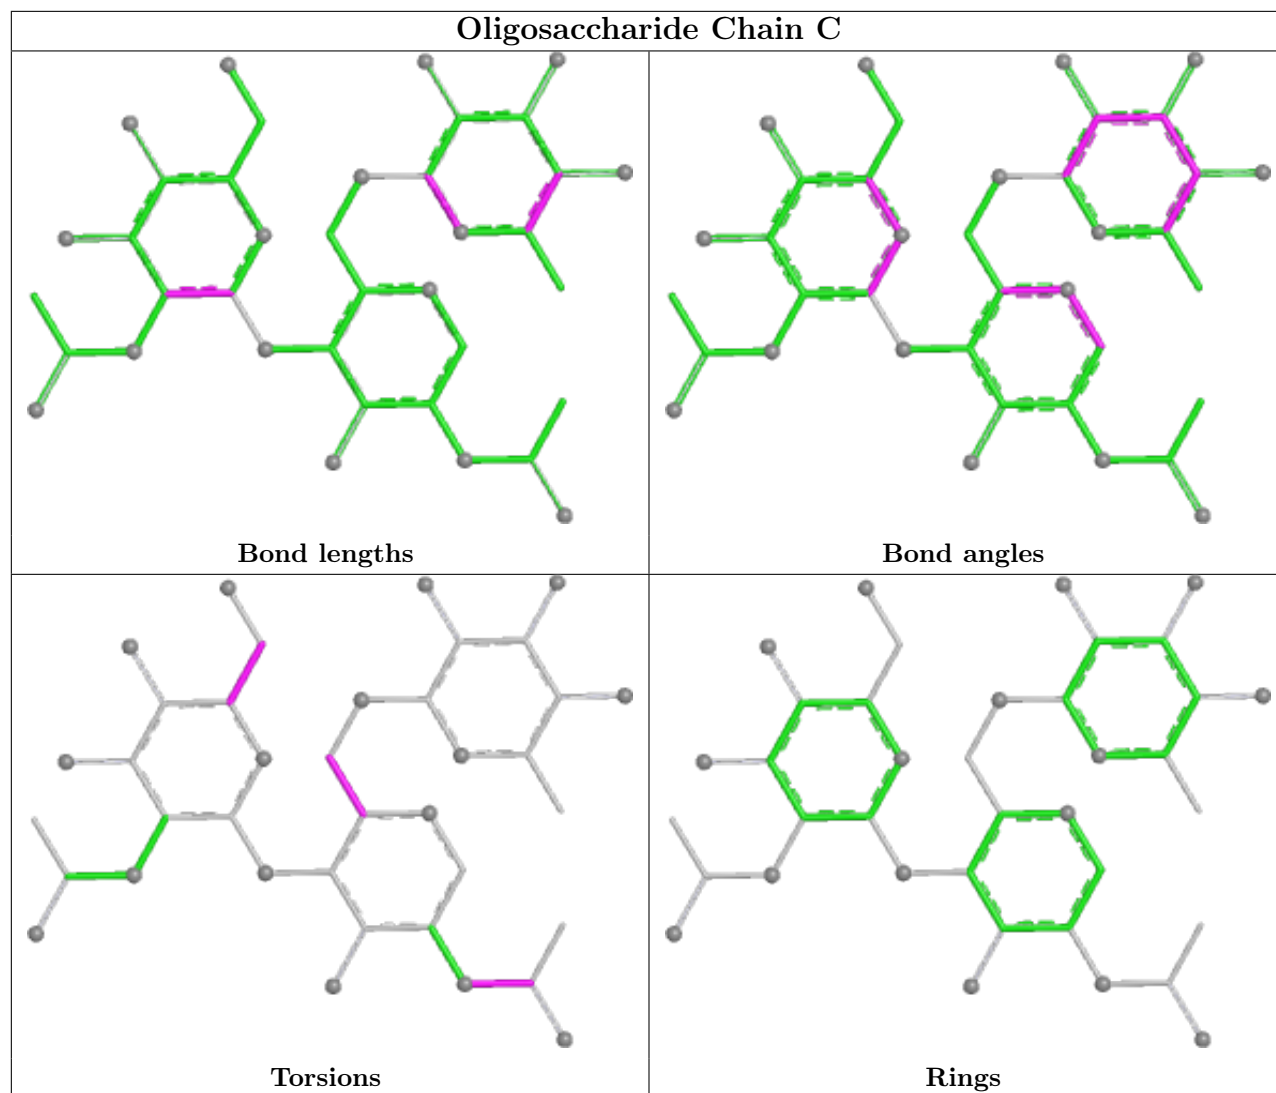 Oligosaccharide Chain C
Bond lengths
Bond angles
Torsions
Rings